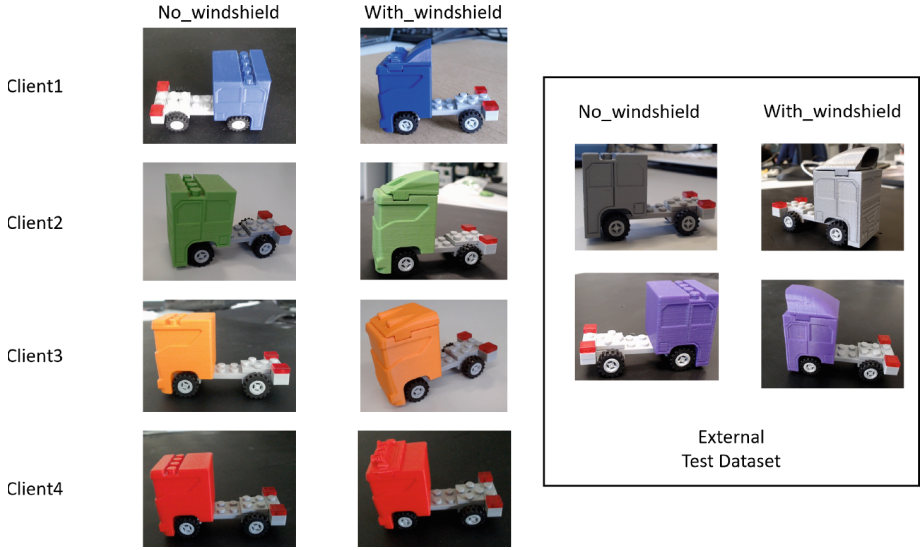 No_windshield
With_windshield
Client1
Client2
Client3
Client4
No_windshield
With_windshield
External
Test Dataset